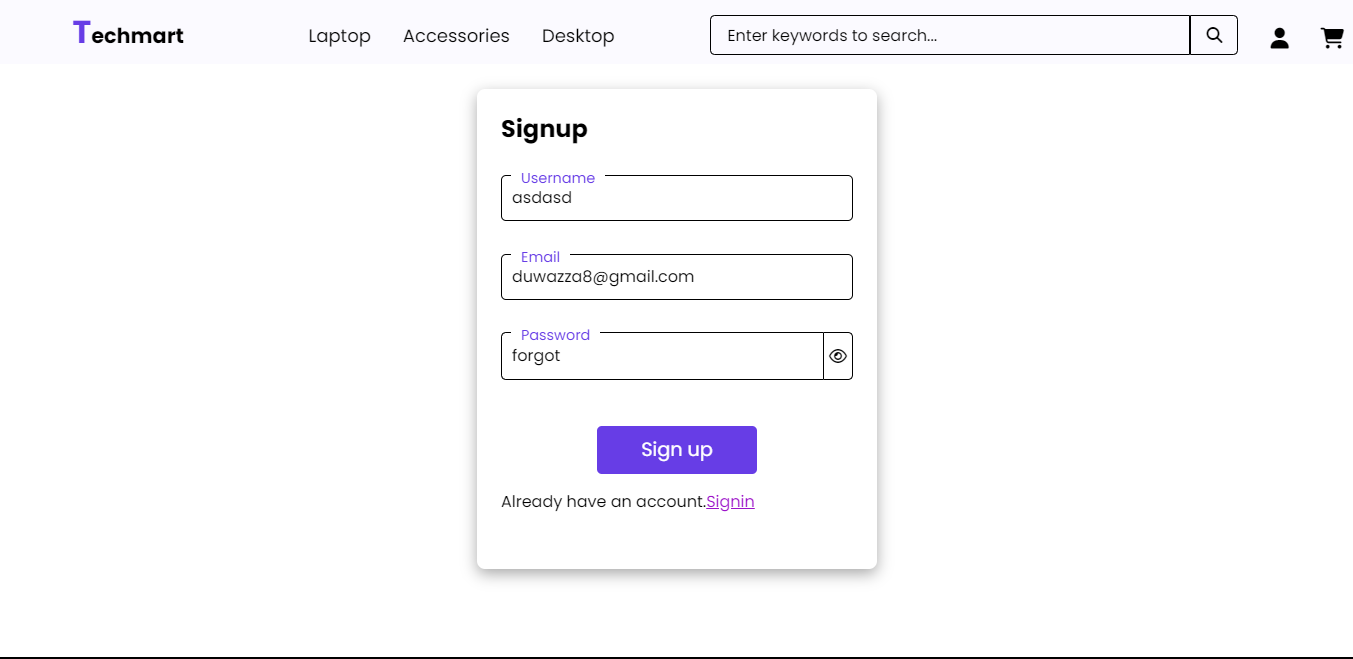 Techmart Laptop Accessories Desktop Enter keywords to search...
Signup
Username
asdasd
Email
duwazza8@gmail.com
Password
forgot
Sign up
Already have an account.Signin